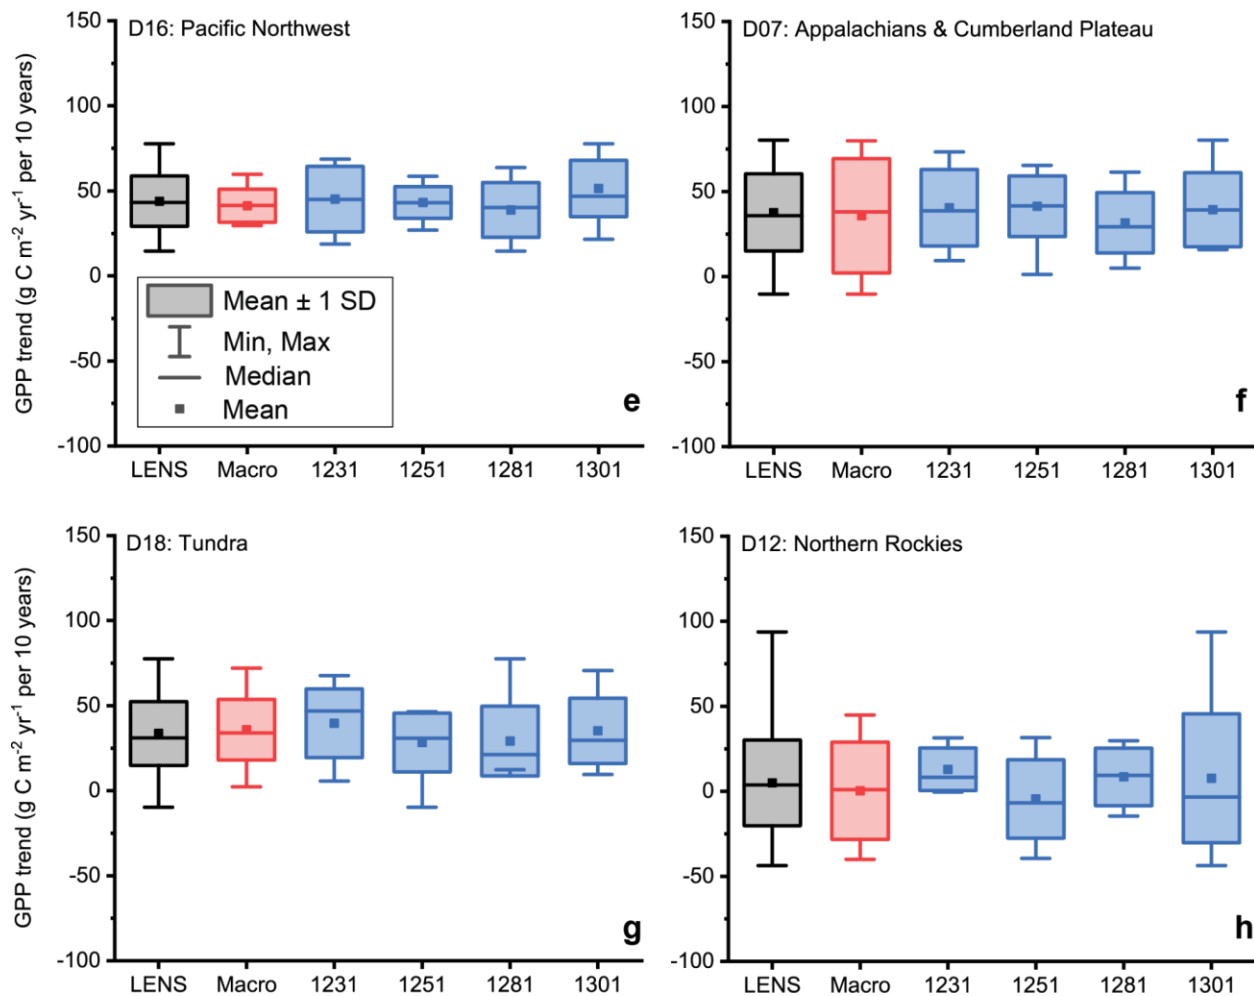 GPP trend (g C m⁻² yr⁻¹ per 10 years)
150
100
50
0
-50
-100
D16: Pacific Northwest
Mean ± 1 SD
Min, Max
Median
Mean
e
LENS Macro 1231 1251 1281 1301
150
100
50
0
-50
-100
D07: Appalachians & Cumberland Plateau
f
LENS Macro 1231 1251 1281 1301
GPP trend (g C m⁻² yr⁻¹ per 10 years)
150
100
50
0
-50
-100
D18: Tundra
g
LENS Macro 1231 1251 1281 1301
150
100
50
0
-50
-100
D12: Northern Rockies
h
LENS Macro 1231 1251 1281 1301